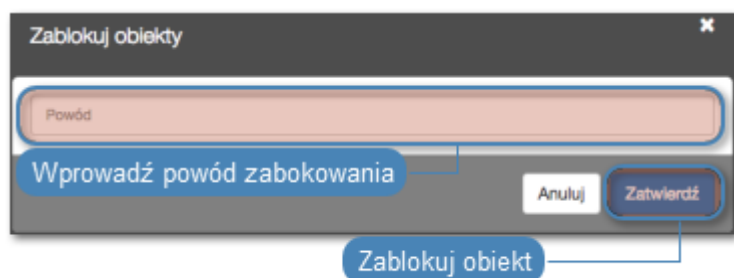 Zablokuj obiekty
Powód
Wprowadź powód zabokowania
Anuluj Zatwierdź
Zablokuj obiekt